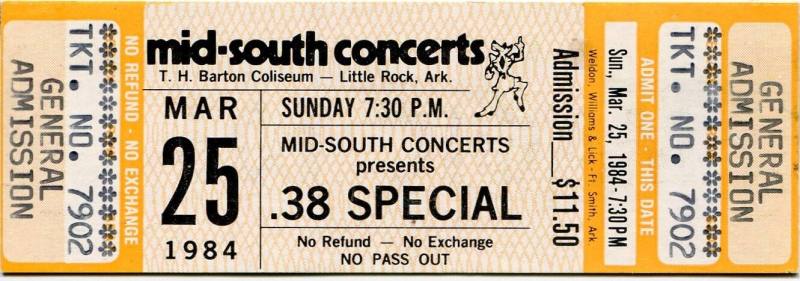 GENERAL
ADMISSION
TKT. NO. 7902
NO REFUND - NO EXCHANGE
mid-south concerts
T. H. Barton Coliseum — Little Rock, Ark.
MAR
25
1984
SUNDAY 7:30 P.M.
MID-SOUTH CONCERTS
presents
.38 SPECIAL
No Refund — No Exchange
NO PASS OUT
Admission — $11.50
Weldon, Williams & Lick - Ft. Smith, Ark
Sun., Mar. 25, 1984 - 7:30 PM
ADMIT ONE - THIS DATE
TKT. NO. 7902
GENERAL
ADMISSION